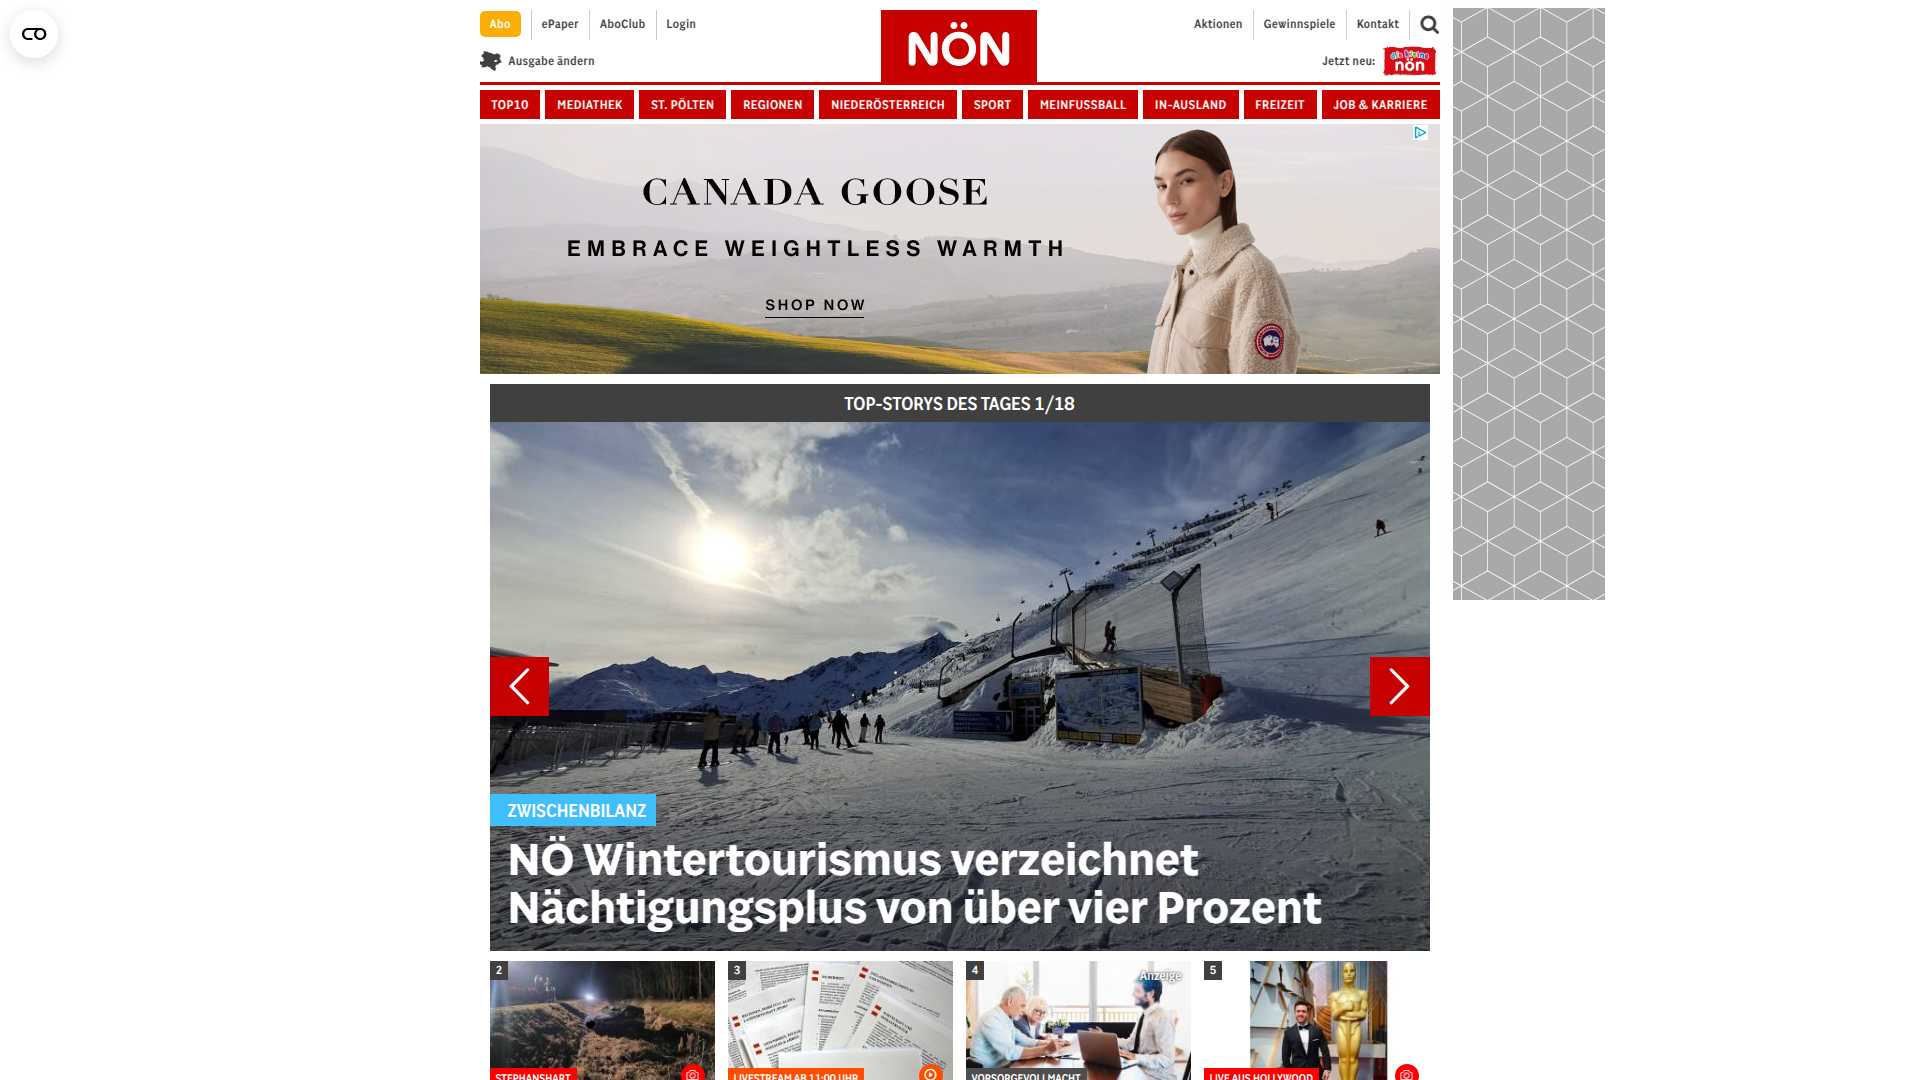 Abo
ePaper
AboClub
Login
NÖN
Aktionen
Gewinnspiele
Kontakt
Ausgabe ändern
Jetzt neu:
die kleine
nön
TOP10
MEDIATHEK
ST. PÖLTEN
REGIONEN
NIEDERÖSTERREICH
SPORT
MEINFUSSBALL
IN-AUSLAND
FREIZEIT
JOB & KARRIERE
CANADA GOOSE
EMBRACE WEIGHTLESS WARMTH
SHOP NOW
TOP-STORYS DES TAGES 1/18
ZWISCHENBILANZ
NÖ Wintertourismus verzeichnet
Nächtigungsplus von über vier Prozent
2
STEPHANSHART
3
LIVESTREAM AB 11:00 UHR
4
Anzeige
VORSORGEVOLLMACHT
5
LIVE AUS HOLLYWOOD